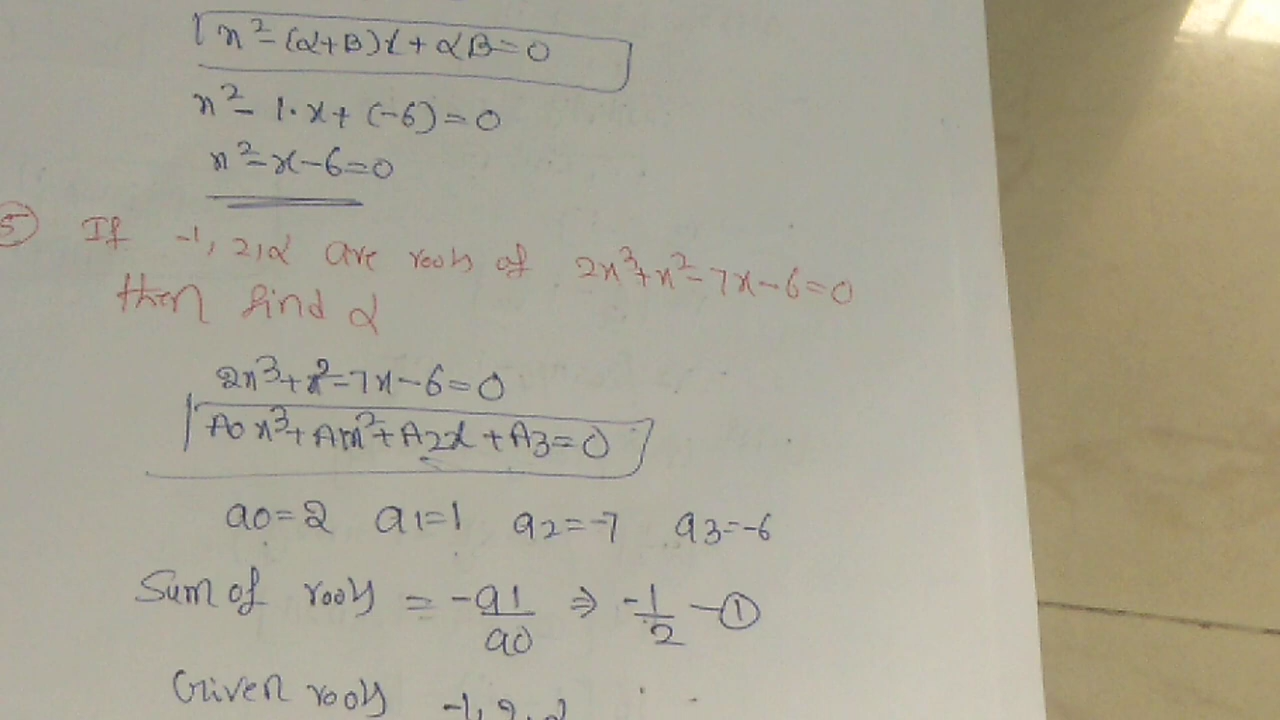 x²-(α+β)x+αβ=0
x²-1·x+(-6)=0
x²-x-6=0
5 If -1, 2, α are roots of 2x³+x²-7x-6=0
then find α
2x³+x²-7x-6=0
A0x³+A1x²+A2x+A3=0
a0=2 a1=1 a2=-7 a3=-6
Sum of roots = -a1/a0 ⇒ -1/2 -①
Given roots -1, 2, α